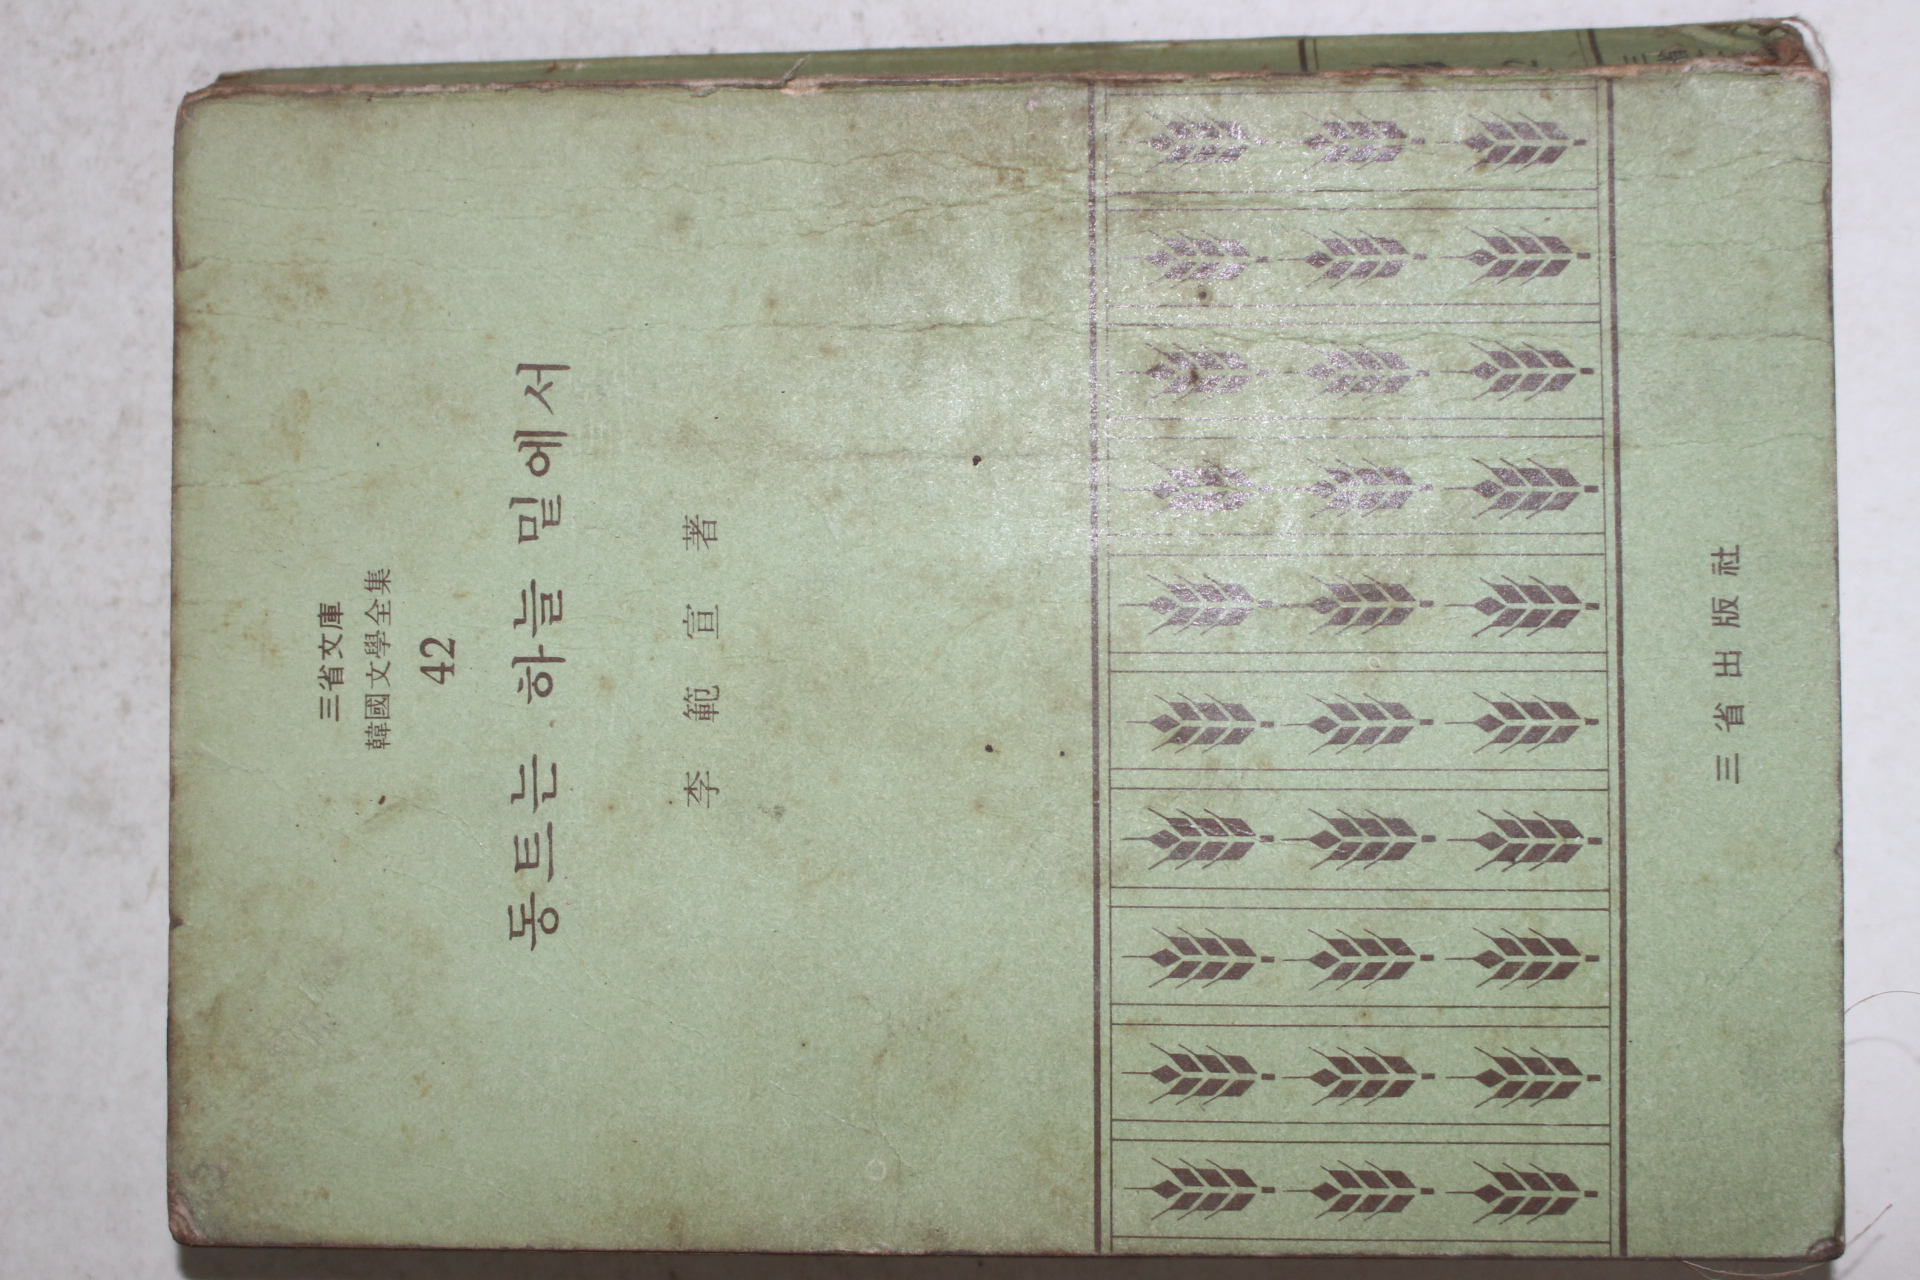 三省文庫
韓國文學全集
42
동트는 하늘 밑에서
李範宣 著
三省出版社